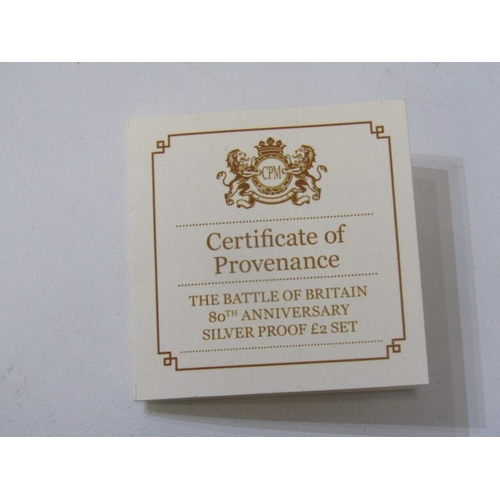 CPM
Certificate of
Provenance
THE BATTLE OF BRITAIN
80TH ANNIVERSARY
SILVER PROOF £2 SET